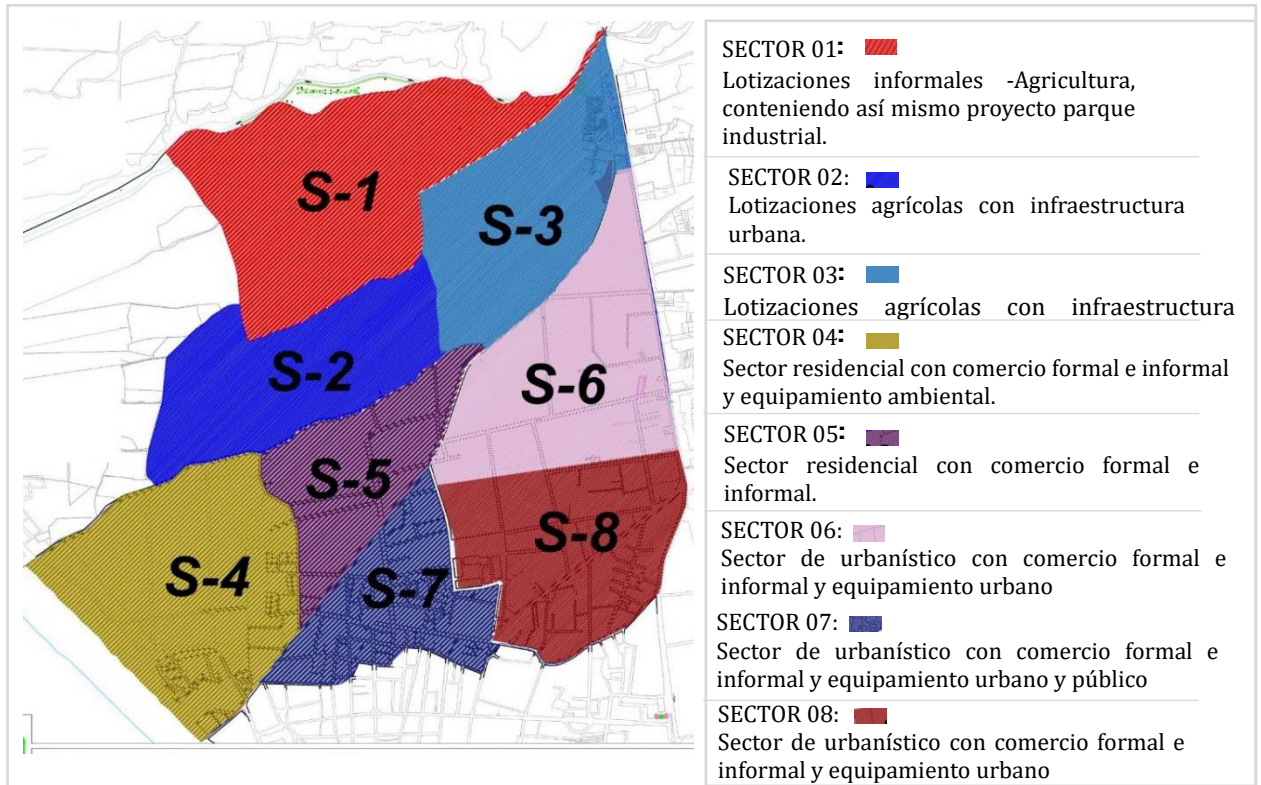 S-1
S-3
S-2
S-6
S-5
S-8
S-4
S-7
SECTOR 01:
Lotizaciones informales -Agricultura,
conteniendo así mismo proyecto parque
industrial.
SECTOR 02:
Lotizaciones agrícolas con infraestructura
urbana.
SECTOR 03:
Lotizaciones agrícolas con infraestructura
SECTOR 04:
Sector residencial con comercio formal e informal
y equipamiento ambiental.
SECTOR 05:
Sector residencial con comercio formal e
informal.
SECTOR 06:
Sector de urbanístico con comercio formal e
informal y equipamiento urbano
SECTOR 07:
Sector de urbanístico con comercio formal e
informal y equipamiento urbano y público
SECTOR 08:
Sector de urbanístico con comercio formal e
informal y equipamiento urbano